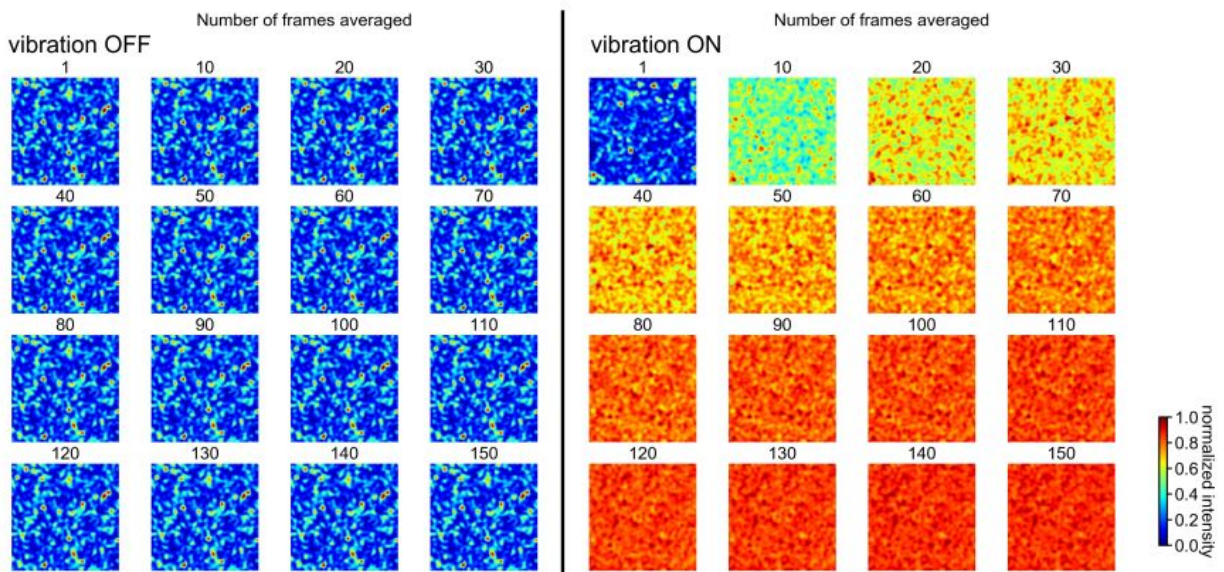 Number of frames averaged
vibration OFF
1 10 20 30
40 50 60 70
80 90 100 110
120 130 140 150
Number of frames averaged
vibration ON
1 10 20 30
40 50 60 70
80 90 100 110
120 130 140 150
1.0
0.8
0.6
0.4
0.2
0.0
normalized intensity